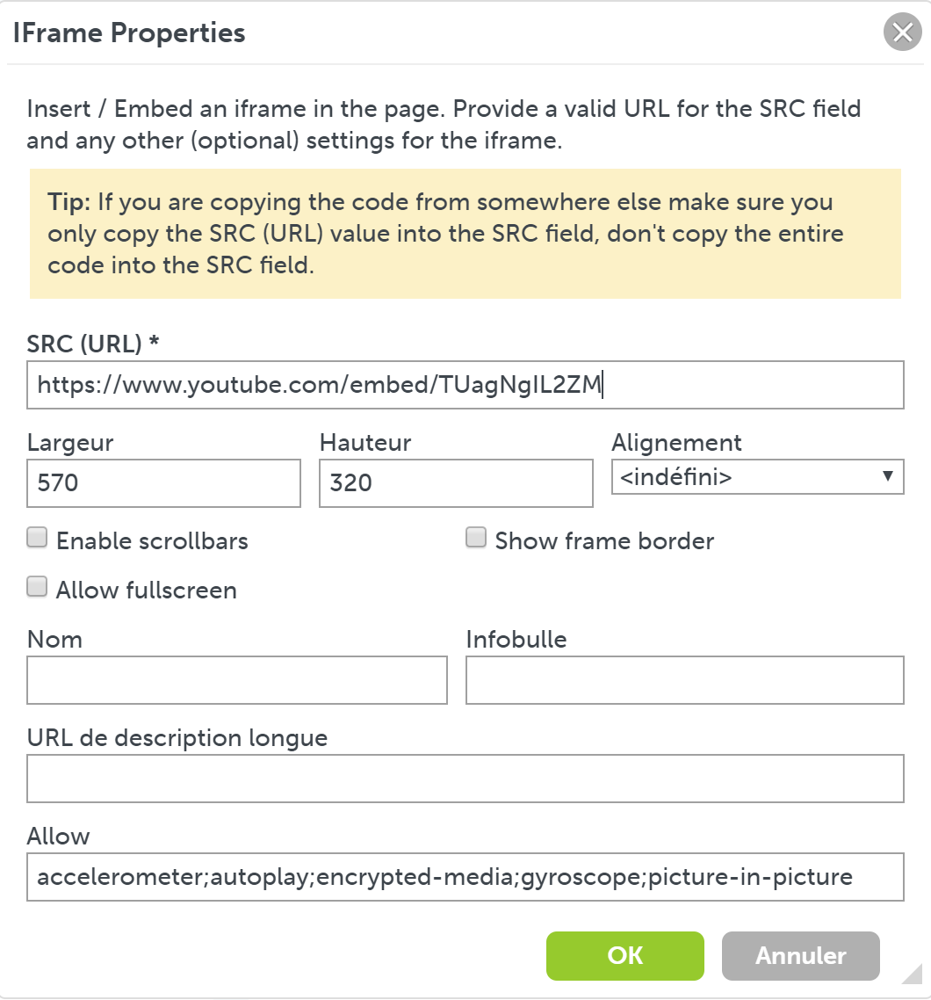 IFrame Properties
Insert / Embed an iframe in the page. Provide a valid URL for the SRC field
and any other (optional) settings for the iframe.
Tip: If you are copying the code from somewhere else make sure you
only copy the SRC (URL) value into the SRC field, don't copy the entire
code into the SRC field.
SRC (URL) *
https://www.youtube.com/embed/TUagNgIL2ZM
Largeur Hauteur Alignement
570 320 <indéfini>
Enable scrollbars Show frame border
Allow fullscreen
Nom Infobulle
URL de description longue
Allow
accelerometer;autoplay;encrypted-media;gyroscope;picture-in-picture
OK Annuler